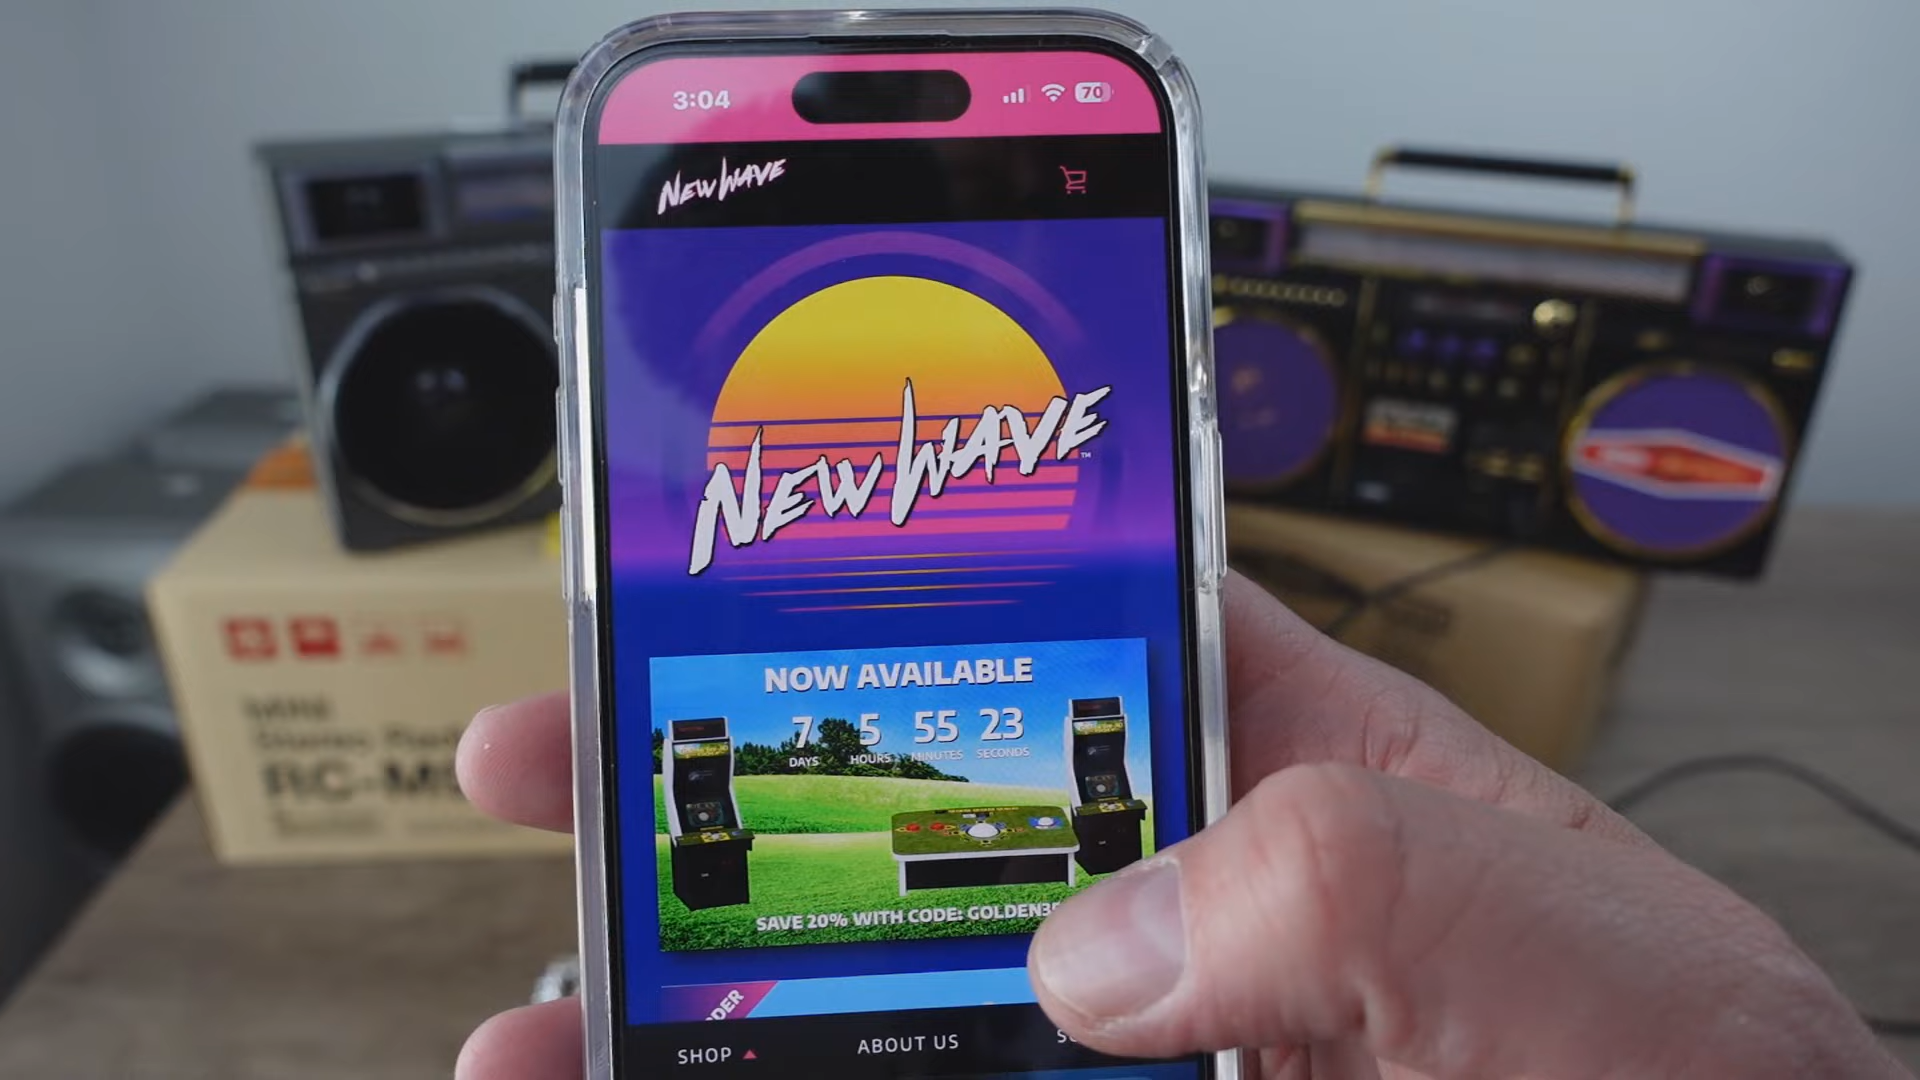 3:04
70
NEW WAVE
NEW WAVE
™
NOW AVAILABLE
7 5 55 23
DAYS HOURS MINUTES SECONDS
SAVE 20% WITH CODE: GOLDEN3
SHOP
ABOUT US